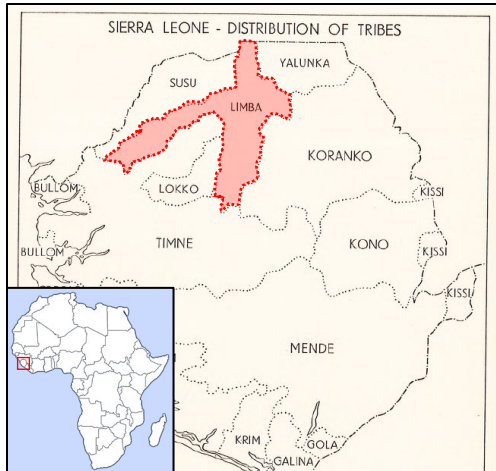 SIERRA LEONE - DISTRIBUTION OF TRIBES
YALUNKA
SUSU
LIMBA
KORANKO
BULLOM
LOKKO
KISSI
TIMNE
KONO
BULLOM
KISSI
KISSI
MENDE
KRIM
GOLA
GALINA